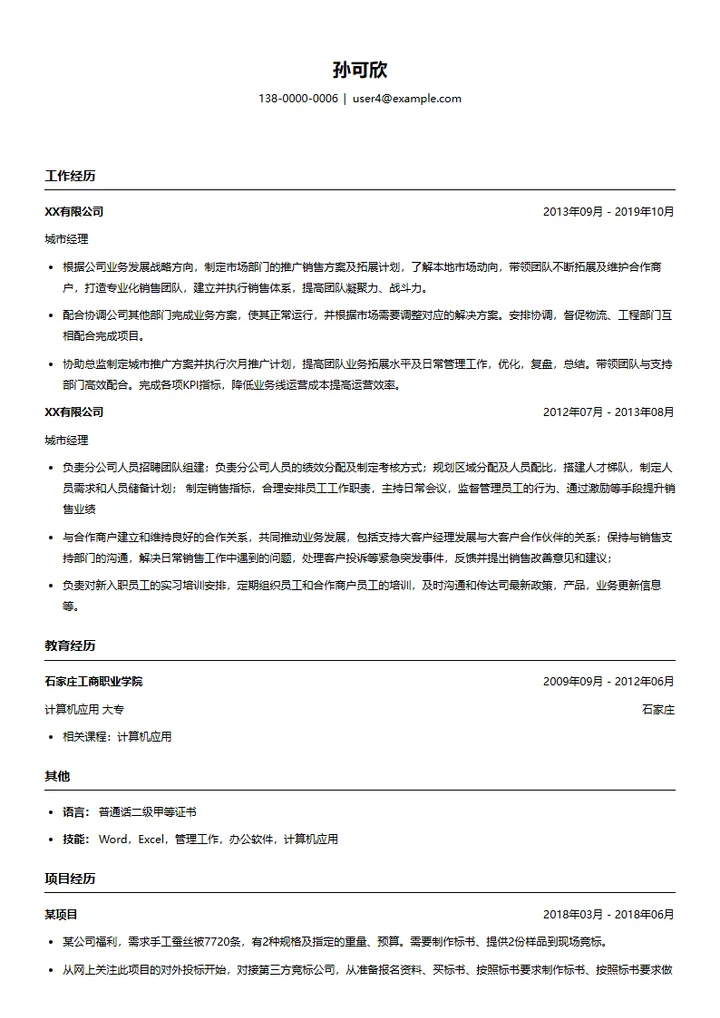 孙可欣
138-0000-0006 | user4@example.com
工作经历
XX有限公司 2013年09月 - 2019年10月
城市经理
• 根据公司业务发展战略方向，制定市场部门的推广销售方案及拓展计划，了解本地市场动向，带领团队不断拓展及维护合作商
户，打造专业化销售团队，建立并执行销售体系，提高团队凝聚力、战斗力。
• 配合协调公司其他部门完成业务方案，使其正常运行，并根据市场需要调整对应的解决方案。安排协调，督促物流、工程部门互
相配合完成项目。
• 协助总监制定城市推广方案并执行次月推广计划，提高团队业务拓展水平及日常管理工作，优化，复盘，总结。带领团队与支持
部门高效配合。完成各项KPI指标，降低业务线运营成本提高运营效率。
XX有限公司 2012年07月 - 2013年08月
城市经理
• 负责分公司人员招聘团队组建；负责分公司人员的绩效分配及制定考核方式；规划区域分配及人员配比，搭建人才梯队，制定人
员需求和人员储备计划； 制定销售指标，合理安排员工工作职责，主持日常会议，监督管理员工的行为、通过激励等手段提升销
售业绩
• 与合作商户建立和维持良好的合作关系，共同推动业务发展，包括支持大客户经理发展与大客户合作伙伴的关系；保持与销售支
持部门的沟通，解决日常销售工作中遇到的问题，处理客户投诉等紧急突发事件，反馈并提出销售改善意见和建议；
• 负责对新入职员工的实习培训安排，定期组织员工和合作商户员工的培训，及时沟通和传达司最新政策，产品，业务更新信息
等。
教育经历
石家庄工商职业学院 2009年09月 - 2012年06月
计算机应用 大专 石家庄
• 相关课程：计算机应用
其他
• 语言： 普通话二级甲等证书
• 技能： Word，Excel，管理工作，办公软件，计算机应用
项目经历
某项目 2018年03月 - 2018年06月
• 某公司福利，需求手工蚕丝被7720条，有2种规格及指定的重量、预算。需要制作标书、提供2份样品到现场竞标。
• 从网上关注此项目的对外投标开始，对接第三方竞标公司，从准备报名资料、买标书、按照标书要求制作标书、按照标书要求做